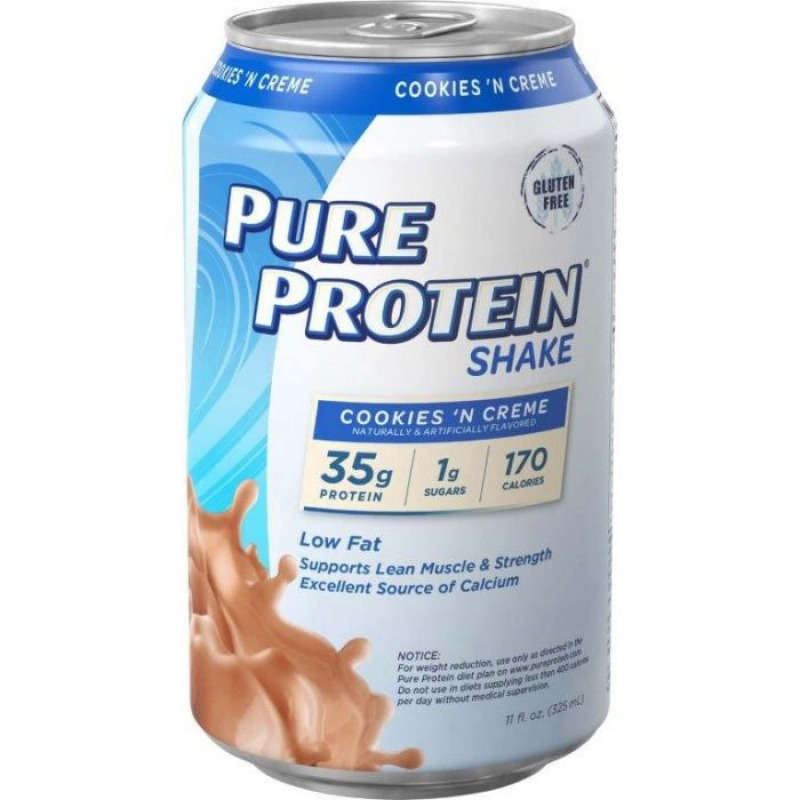 OOKIES 'N CREME
COOKIES 'N CREME
GLUTEN
FREE
PURE
PROTEIN®
SHAKE
COOKIES 'N CREME
NATURALLY & ARTIFICIALLY FLAVORED
35g
PROTEIN
1g
SUGARS
170
CALORIES
Low Fat
Supports Lean Muscle & Strength
Excellent Source of Calcium
NOTICE:
For weight reduction, use only as directed in the
Pure Protein diet plan on www.pureprotein.com
Do not use in diets supplying less than 400 calories
per day without medical supervision.
11 fl. oz. (325 mL)